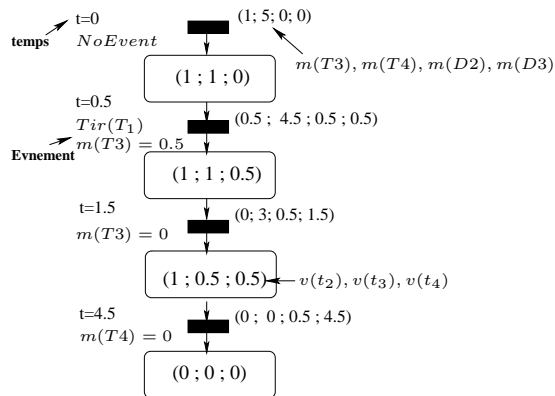 t=0
(1; 5; 0; 0)
temps
NoEvent
m(T3), m(T4), m(D2), m(D3)
(1 ; 1 ; 0)
t=0.5
Tir(T₁)
(0.5 ; 4.5 ; 0.5 ; 0.5)
Evnement
m(T3) = 0.5
(1 ; 1 ; 0.5)
t=1.5
(0; 3; 0.5; 1.5)
m(T3) = 0
(1 ; 0.5 ; 0.5)
v(t₂), v(t₃), v(t₄)
t=4.5
(0 ; 0 ; 0.5 ; 4.5)
m(T4) = 0
(0 ; 0 ; 0)